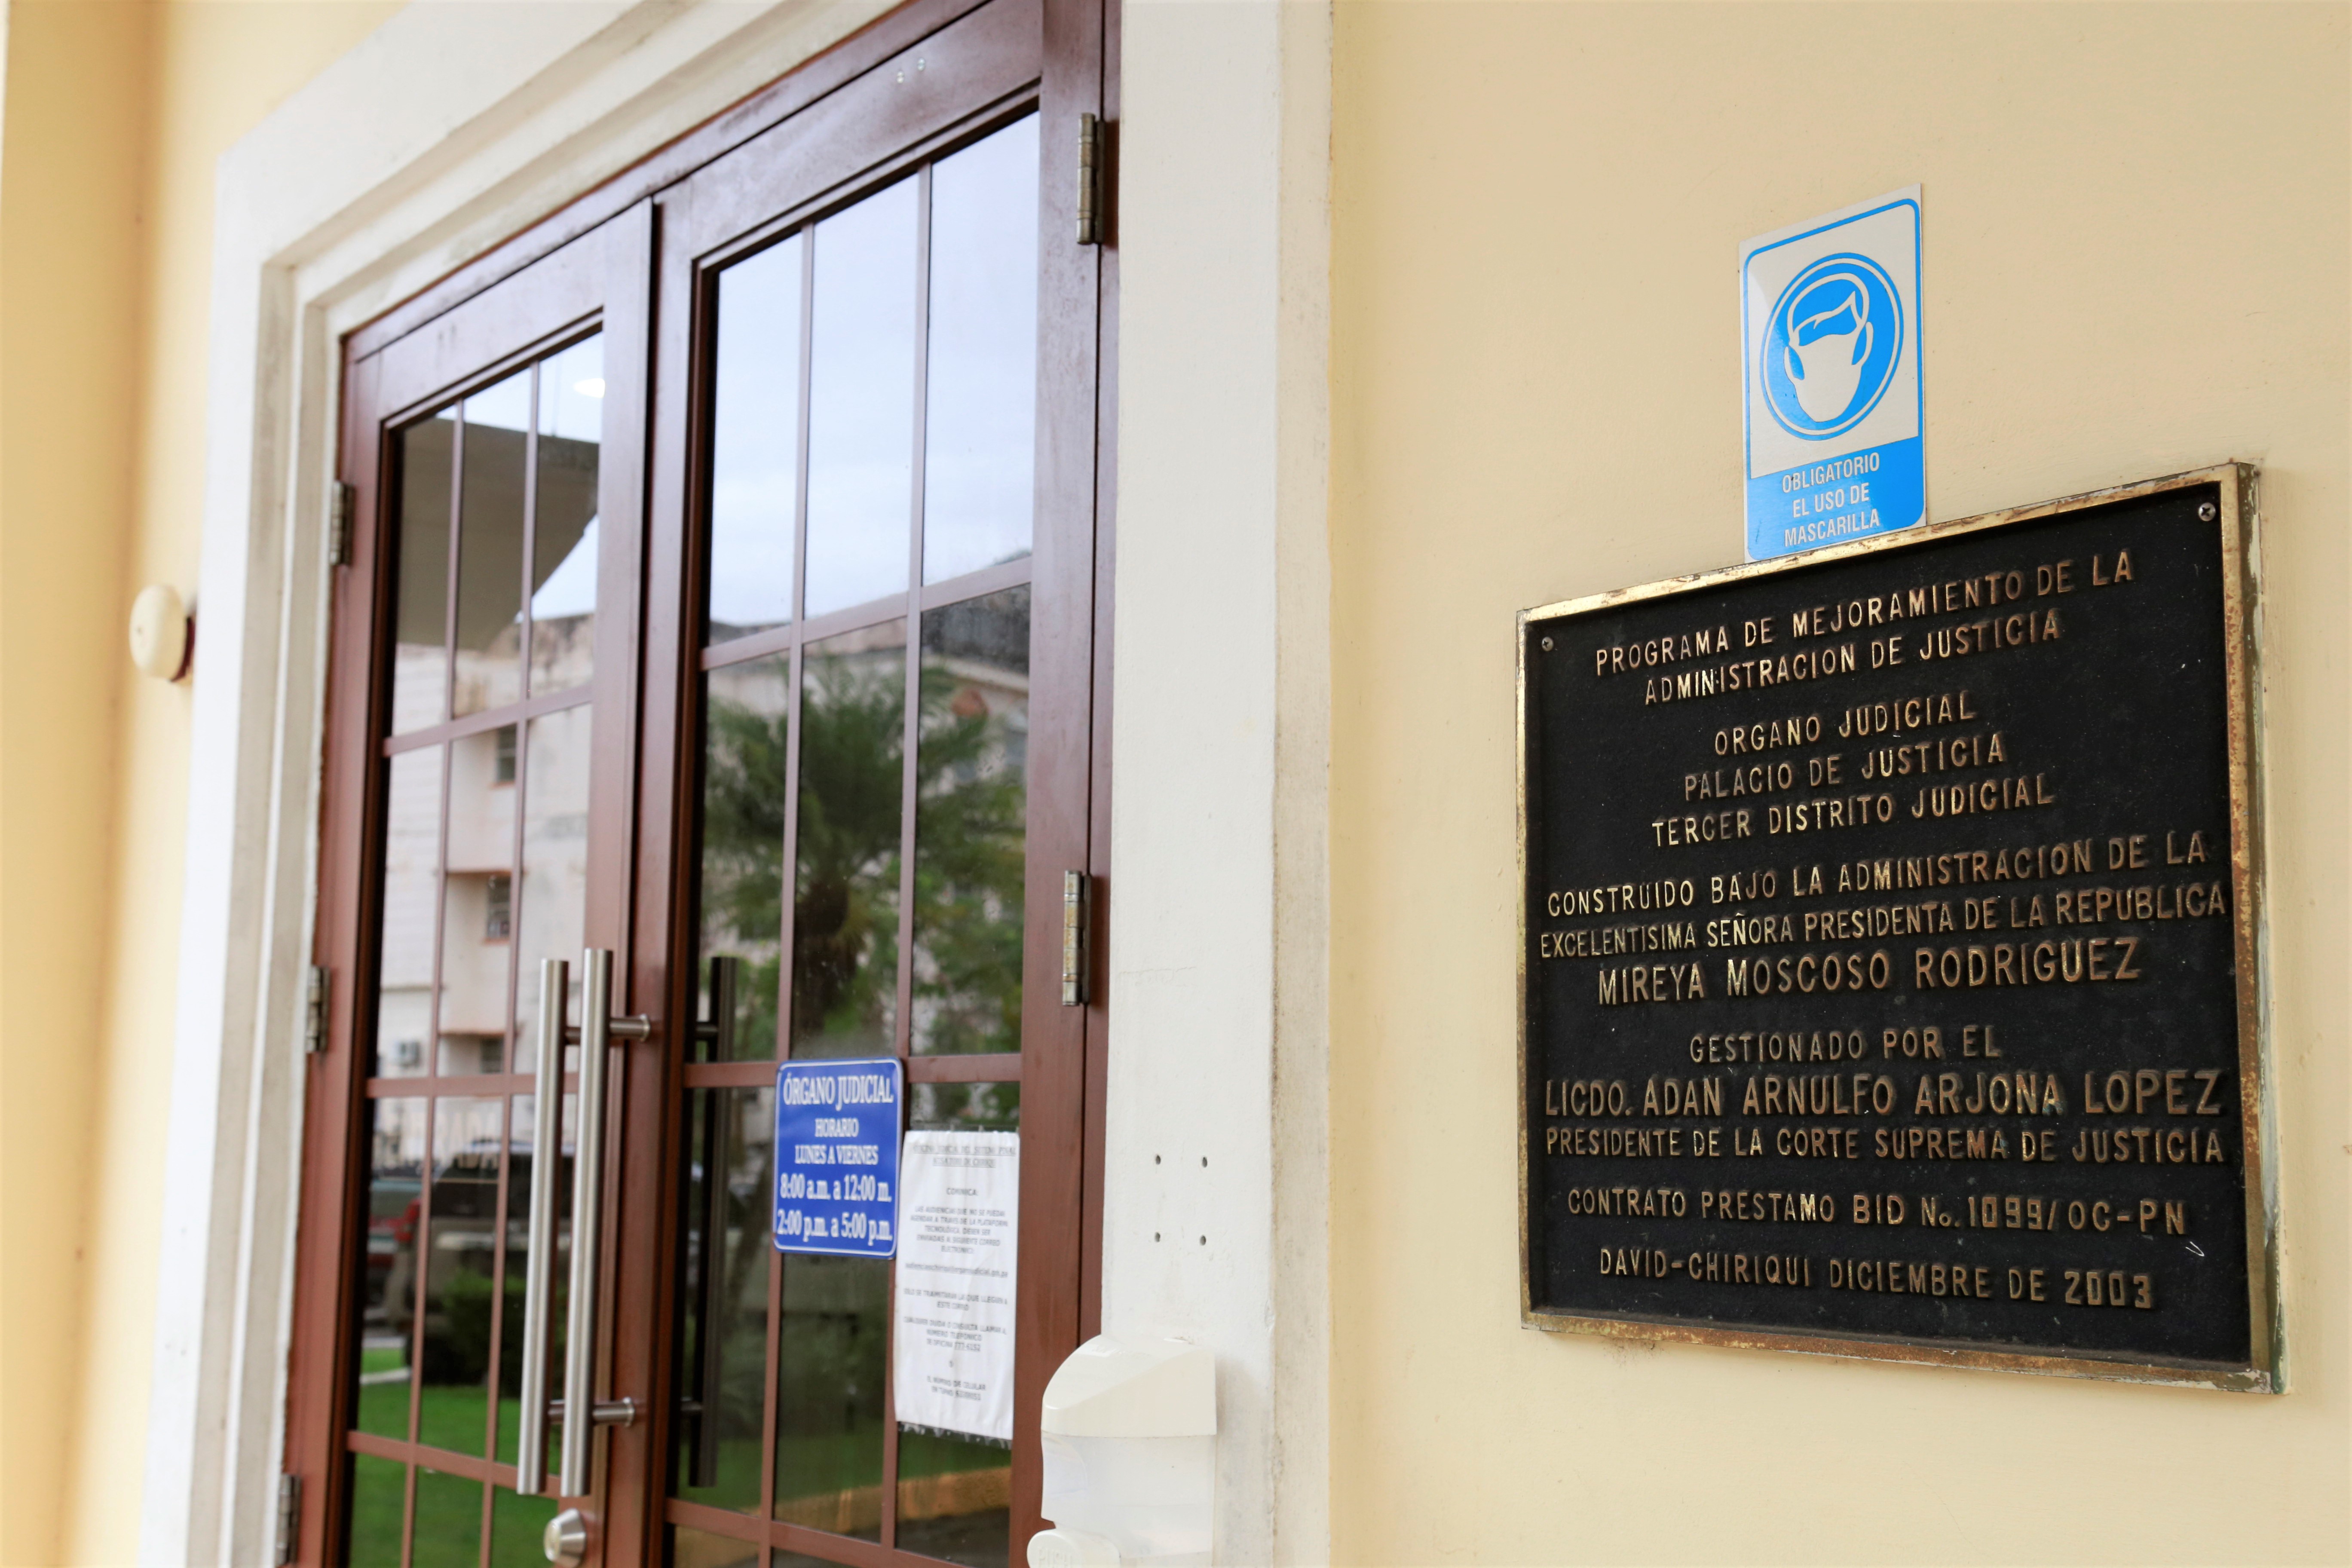 ÓRGANO JUDICIAL
HORARIO
LUNES A VIERNES
8:00 a.m. a 12:00 m.
2:00 p.m. a 5:00 p.m.
COMUNICA:
OBLIGATORIO
EL USO DE
MASCARILLA
PROGRAMA DE MEJORAMIENTO DE LA
ADMINISTRACION DE JUSTICIA
ORGANO JUDICIAL
PALACIO DE JUSTICIA
TERCER DISTRITO JUDICIAL
CONSTRUIDO BAJO LA ADMINISTRACION DE LA
EXCELENTISIMA SEÑORA PRESIDENTA DE LA REPUBLICA
MIREYA MOSCOSO RODRIGUEZ
GESTIONADO POR EL
LICDO. ADAN ARNULFO ARJONA LOPEZ
PRESIDENTE DE LA CORTE SUPREMA DE JUSTICIA
CONTRATO PRESTAMO BID No. 1099/OC-PN
DAVID-CHIRIQUI DICIEMBRE DE 2003